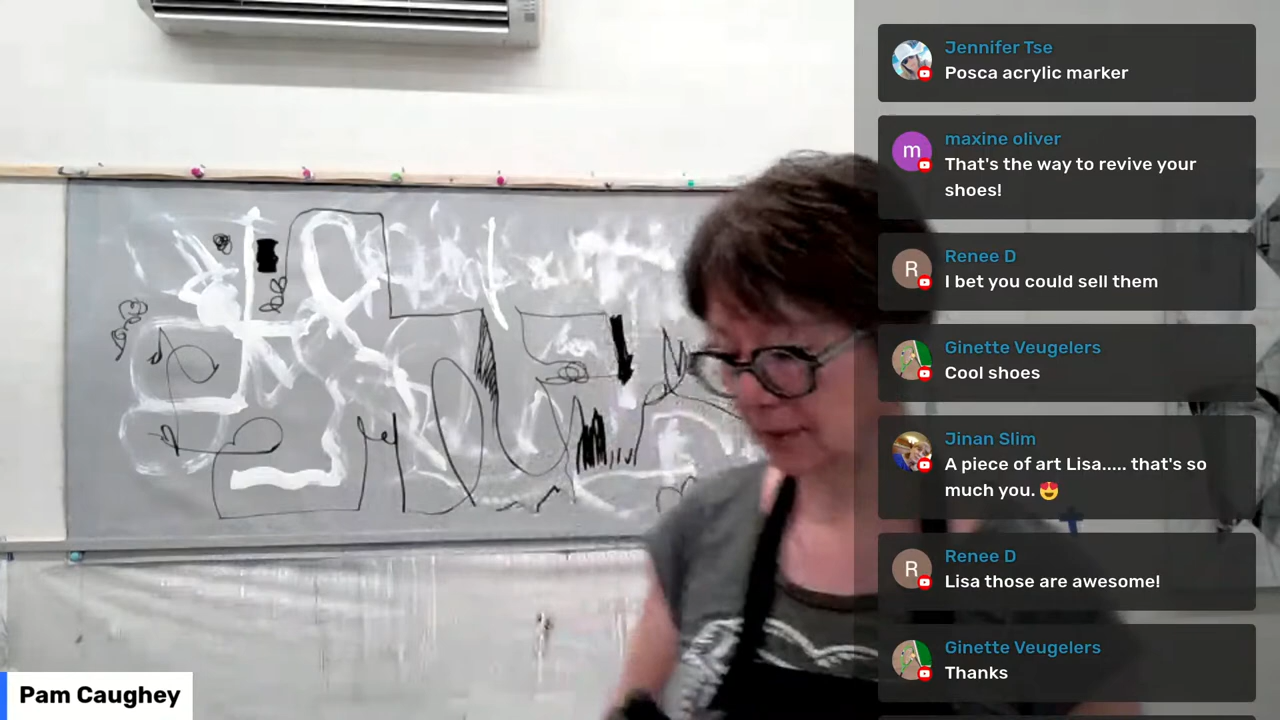 Jennifer Tse
Posca acrylic marker
maxine oliver
m
That's the way to revive your
shoes!
Renee D
R
I bet you could sell them
Ginette Veugelers
Cool shoes
Jinan Slim
A piece of art Lisa..... that's so
much you. 😍
Renee D
R
Lisa those are awesome!
Ginette Veugelers
Thanks
Pam Caughey